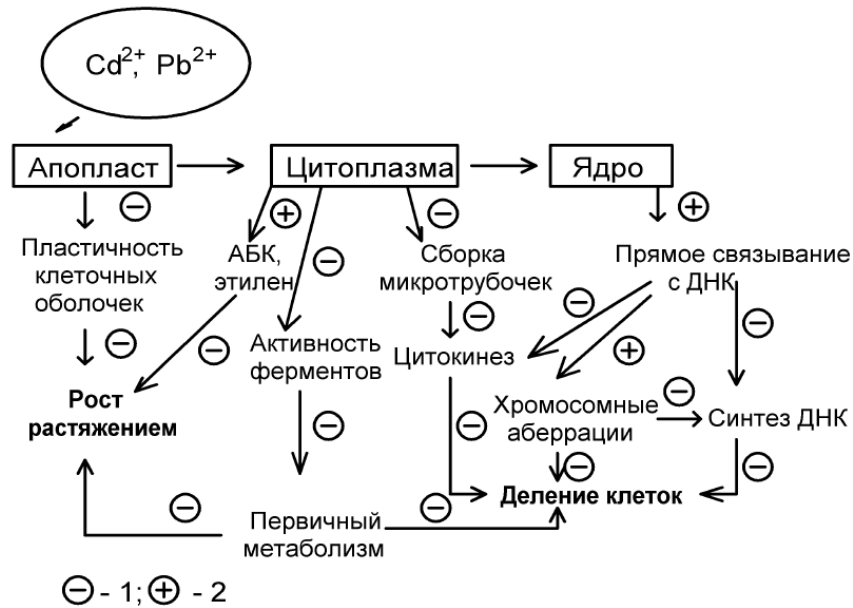 Cd²⁺, Pb²⁺
Апопласт
Цитоплазма
Ядро
Пластичность
клеточных
оболочек
АБК,
этилен
Сборка
микротрубочек
Прямое связывание
с ДНК
Активность
ферментов
Цитокинез
Рост
растяжением
Хромосомные
аберрации
Синтез ДНК
Деление клеток
Первичный
метаболизм
⊖ - 1; ⊕ - 2